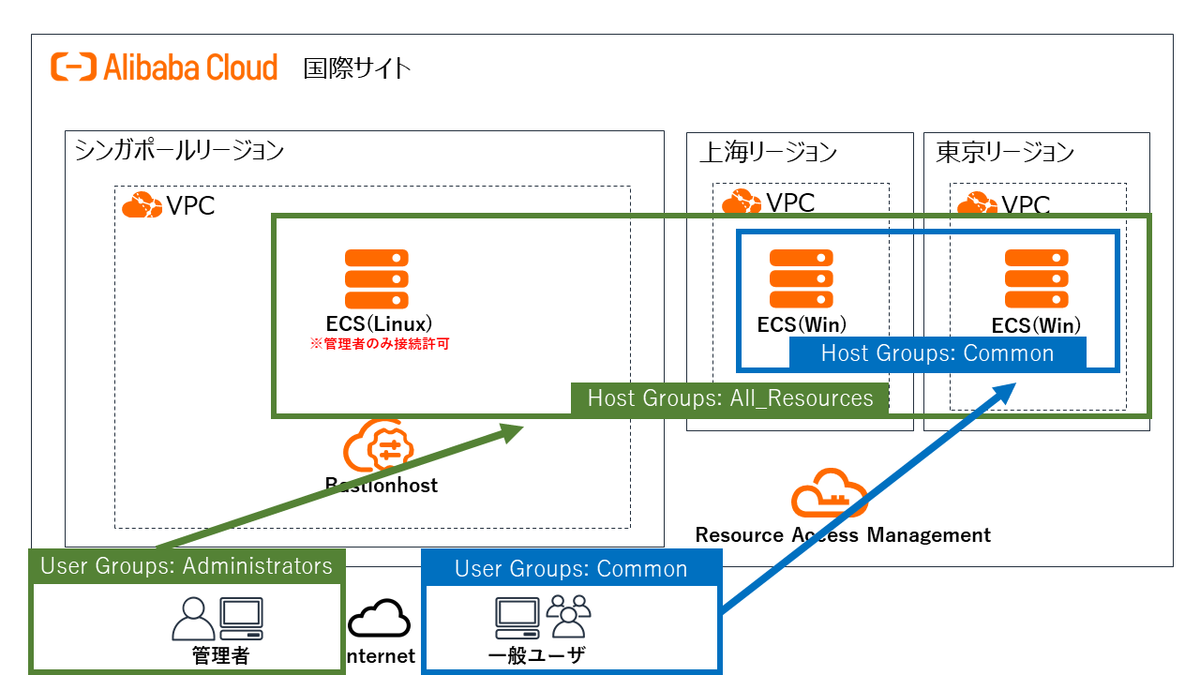 Alibaba Cloud 国際サイト
シンガポールリージョン
上海リージョン
東京リージョン
VPC
VPC
VPC
ECS(Linux)
※管理者のみ接続許可
ECS(Win)
ECS(Win)
Host Groups: Common
Host Groups: All_Resources
Bastionhost
Resource Access Management
User Groups: Administrators
User Groups: Common
管理者
nternet
一般ユーザ